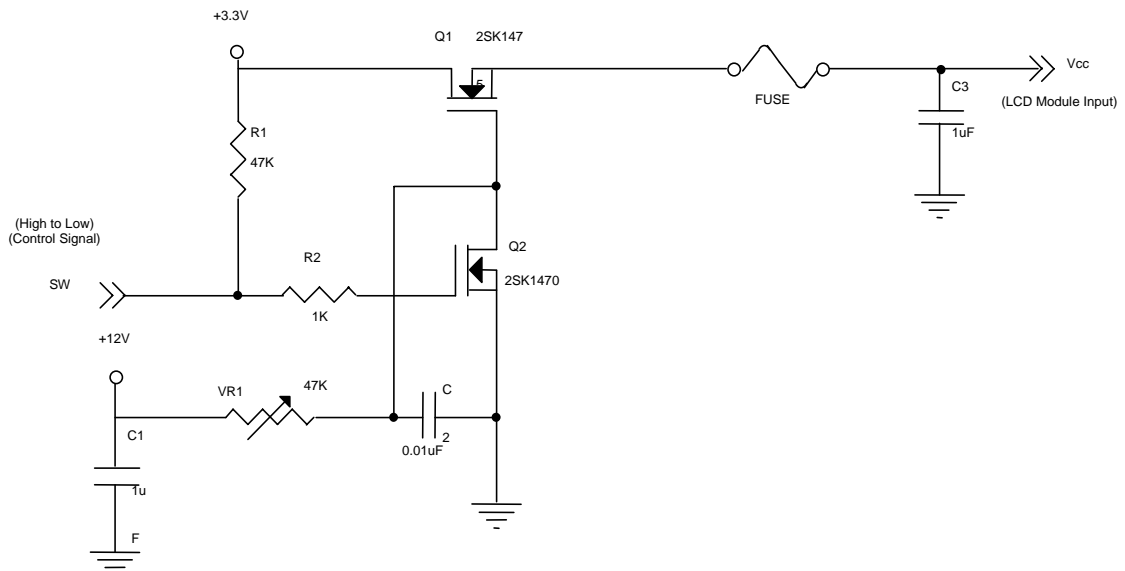 +3.3V
Q1 2SK147
5
Vcc
FUSE
C3
(LCD Module Input)
1uF
R1
47K
(High to Low)
(Control Signal)
Q2
R2
SW
2SK1470
1K
+12V
VR1
47K
C
C1
2
0.01uF
1u
F